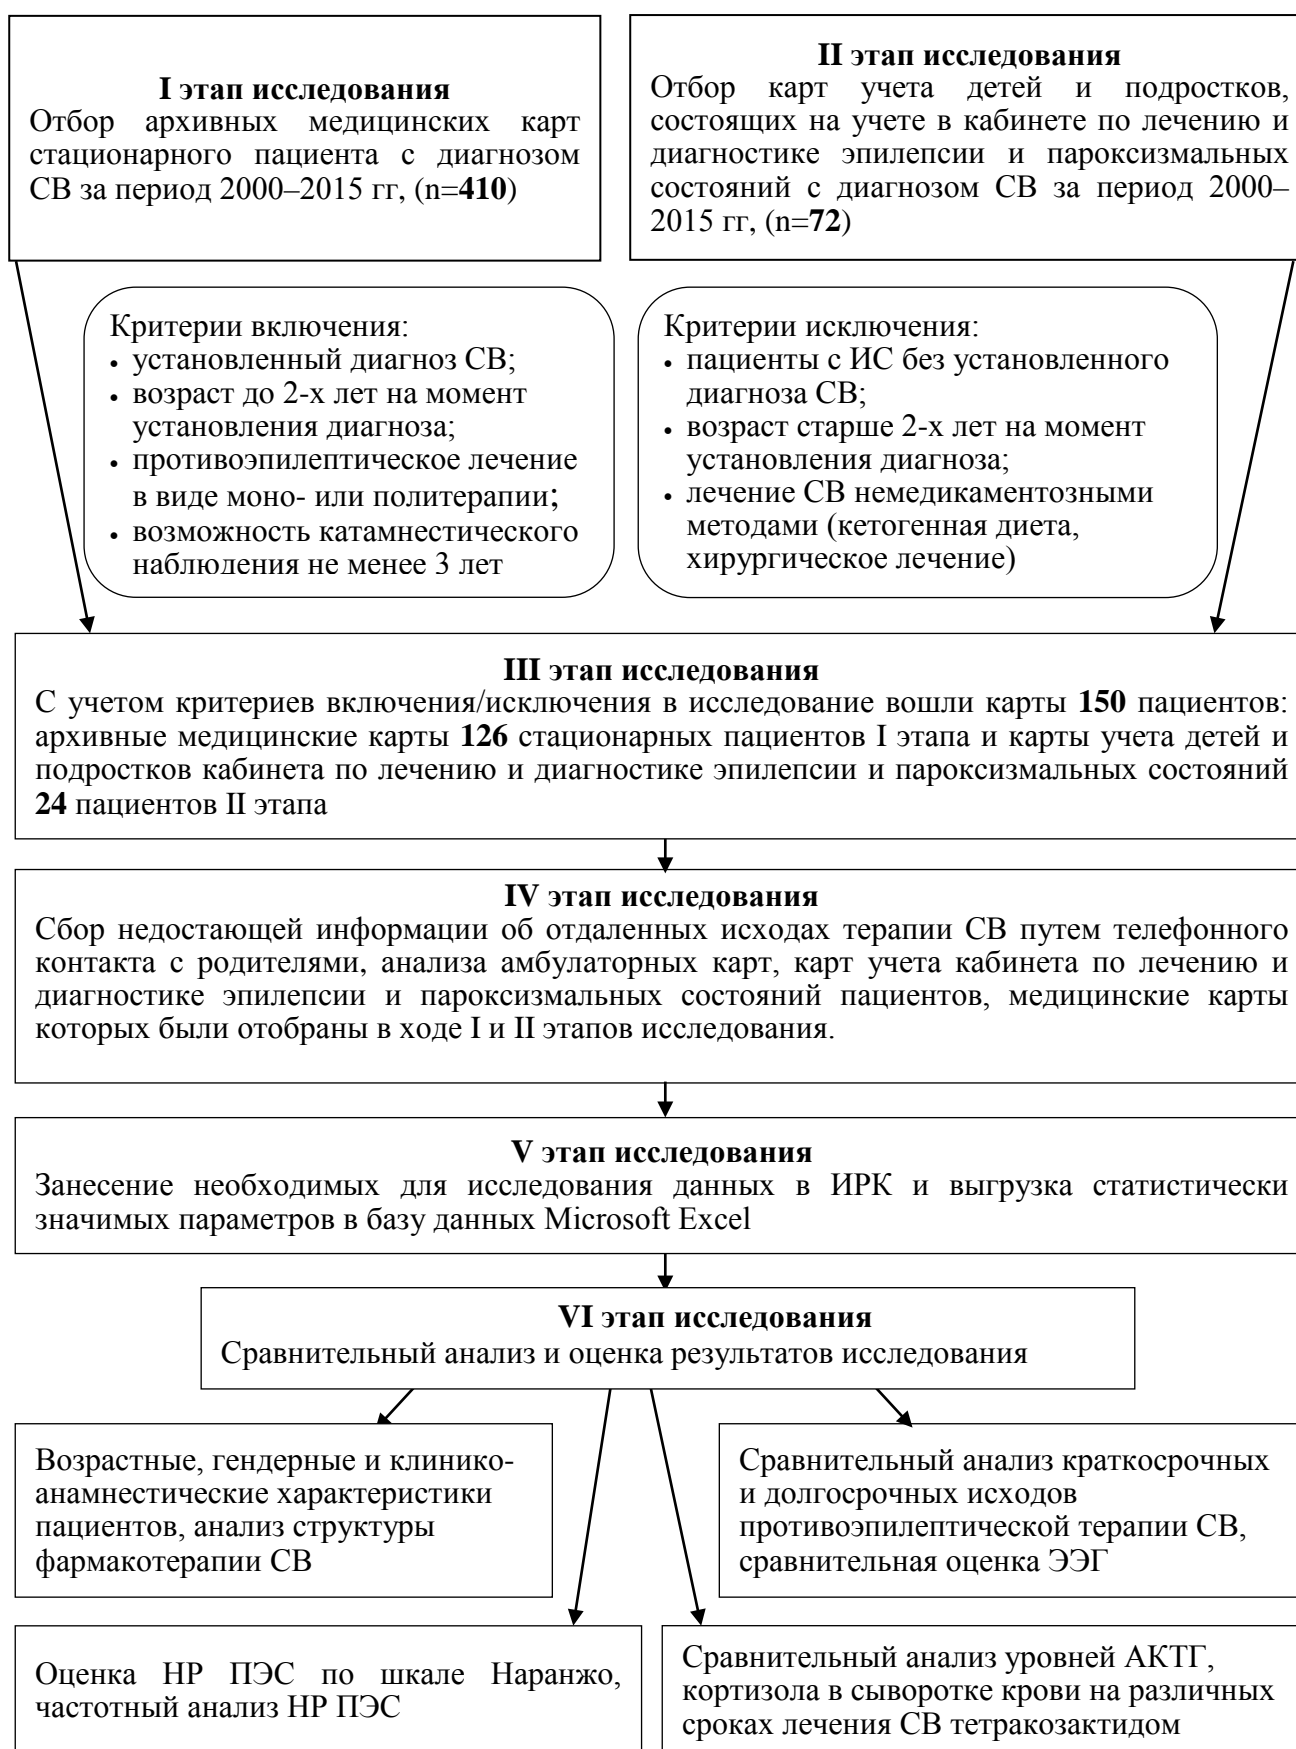 I этап исследования
Отбор архивных медицинских карт
стационарного пациента с диагнозом
СВ за период 2000–2015 гг, (n=410)
II этап исследования
Отбор карт учета детей и подростков,
состоящих на учете в кабинете по лечению и
диагностике эпилепсии и пароксизмальных
состояний с диагнозом СВ за период 2000–
2015 гг, (n=72)
Критерии включения:
• установленный диагноз СВ;
• возраст до 2-х лет на момент
установления диагноза;
• противоэпилептическое лечение
в виде моно- или политерапии;
• возможность катамнестического
наблюдения не менее 3 лет
Критерии исключения:
• пациенты с ИС без установленного
диагноза СВ;
• возраст старше 2-х лет на момент
установления диагноза;
• лечение СВ немедикаментозными
методами (кетогенная диета,
хирургическое лечение)
III этап исследования
С учетом критериев включения/исключения в исследование вошли карты 150 пациентов:
архивные медицинские карты 126 стационарных пациентов I этапа и карты учета детей и
подростков кабинета по лечению и диагностике эпилепсии и пароксизмальных состояний
24 пациентов II этапа
IV этап исследования
Сбор недостающей информации об отдаленных исходах терапии СВ путем телефонного
контакта с родителями, анализа амбулаторных карт, карт учета кабинета по лечению и
диагностике эпилепсии и пароксизмальных состояний пациентов, медицинские карты
которых были отобраны в ходе I и II этапов исследования.
V этап исследования
Занесение необходимых для исследования данных в ИРК и выгрузка статистически
значимых параметров в базу данных Microsoft Excel
VI этап исследования
Сравнительный анализ и оценка результатов исследования
Возрастные, гендерные и клинико-
анамнестические характеристики
пациентов, анализ структуры
фармакотерапии СВ
Сравнительный анализ краткосрочных
и долгосрочных исходов
противоэпилептической терапии СВ,
сравнительная оценка ЭЭГ
Оценка НР ПЭС по шкале Наранжо,
частотный анализ НР ПЭС
Сравнительный анализ уровней АКТГ,
кортизола в сыворотке крови на различных
сроках лечения СВ тетракозактидом